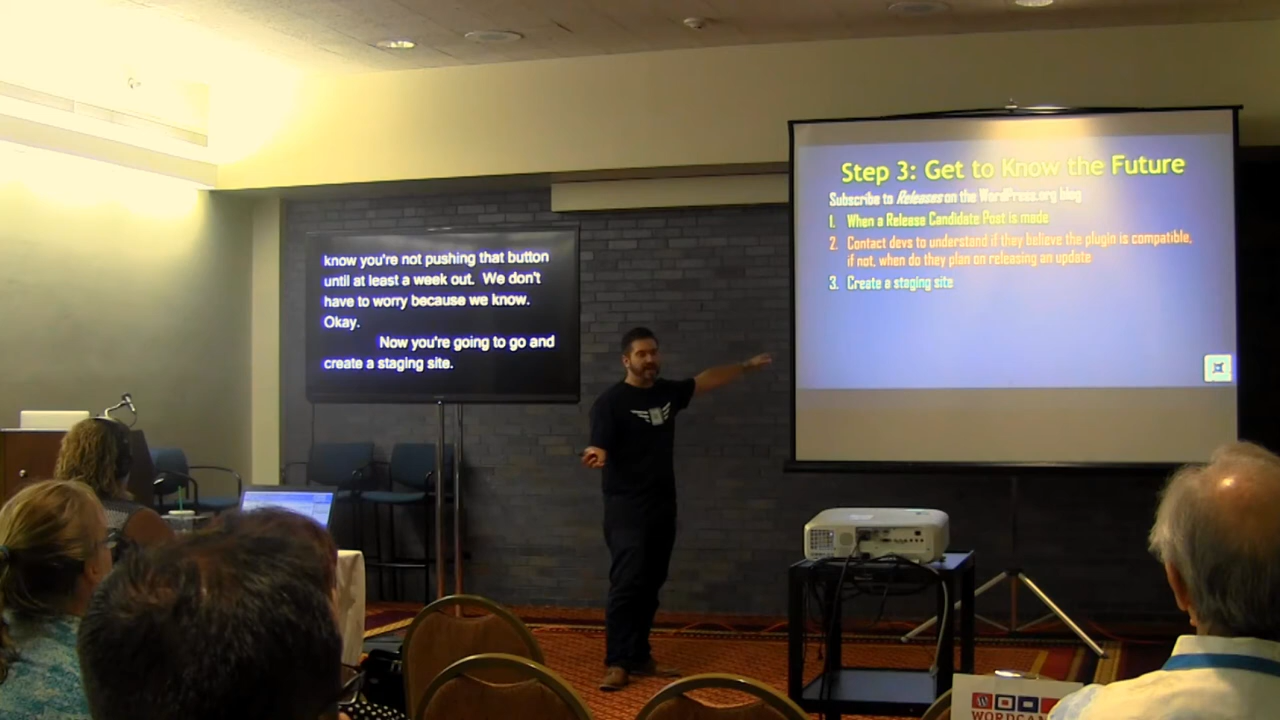 know you're not pushing that button
until at least a week out. We don't
have to worry because we know.
Okay.
Now you're going to go and
create a staging site.
Step 3: Get to Know the Future
Subscribe to Releases on the WordPress.org blog
1. When a Release Candidate Post is made
2. Contact devs to understand if they believe the plugin is compatible,
if not, when do they plan on releasing an update
3. Create a staging site
WORDCA